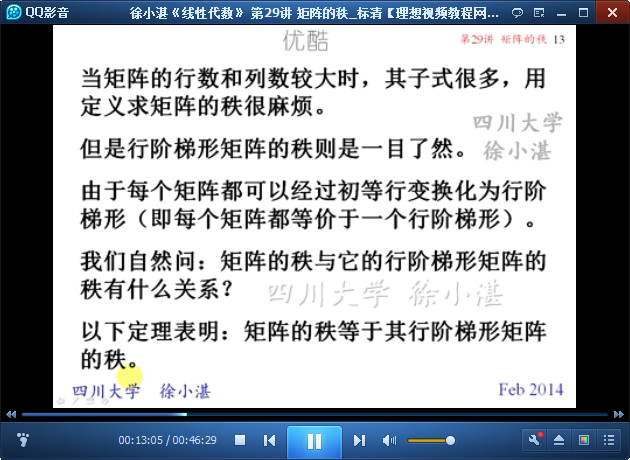 QQ影音
徐小湛《线性代数》 第29讲 矩阵的秩_标清【理想视频教程网...
优酷
第29讲 矩阵的秩 13
当矩阵的行数和列数较大时，其子式很多，用
定义求矩阵的秩很麻烦。
四川大学
但是行阶梯形矩阵的秩则是一目了然。
徐小湛
由于每个矩阵都可以经过初等行变换化为行阶
梯形（即每个矩阵都等价于一个行阶梯形）。
我们自然问：矩阵的秩与它的行阶梯形矩阵的
秩有什么关系？
四川大学 徐小湛
以下定理表明：矩阵的秩等于其行阶梯形矩阵
的秩。
四川大学 徐小湛
Feb 2014
00:13:05 / 00:46:29